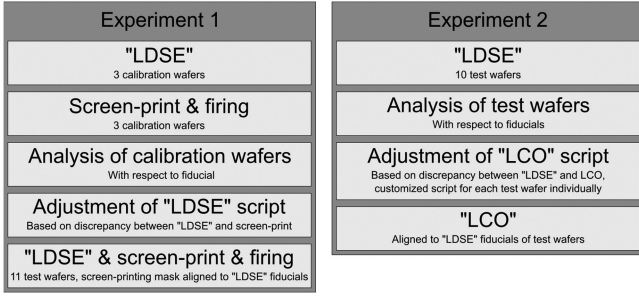 Experiment 1
"LDSE"
3 calibration wafers
Screen-print & firing
3 calibration wafers
Analysis of calibration wafers
With respect to fiducial
Adjustment of "LDSE" script
Based on discrepancy between "LDSE" and screen-print
"LDSE" & screen-print & firing
11 test wafers, screen-printing mask aligned to "LDSE" fiducials
Experiment 2
"LDSE"
10 test wafers
Analysis of test wafers
With respect to fiducials
Adjustment of "LCO" script
Based on discrepancy between "LDSE" and LCO,
customized script for each test wafer individually
"LCO"
Aligned to "LDSE" fiducials of test wafers